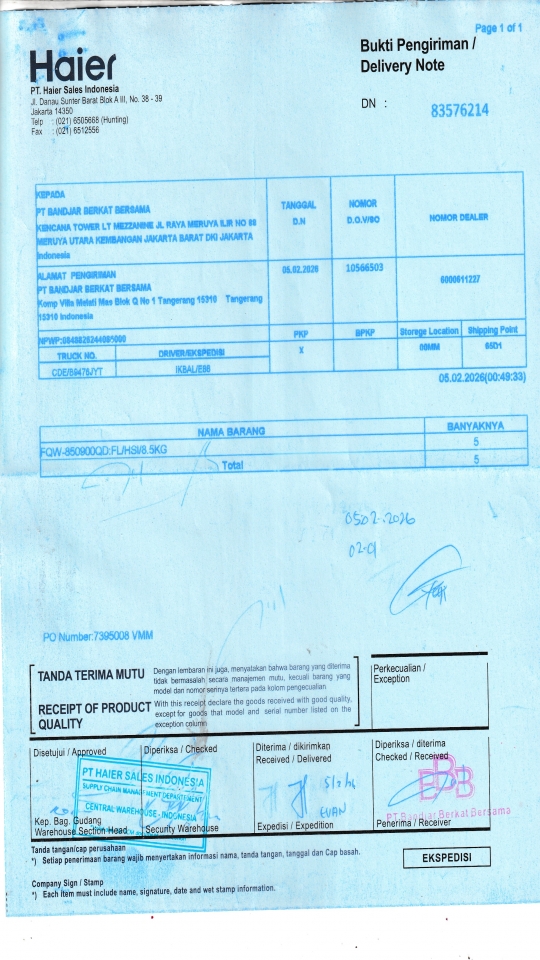 Page 1 of 1
Haier
Bukti Pengiriman /
Delivery Note
PT. Haier Sales Indonesia
Jl. Danau Sunter Barat Blok A III, No. 38 - 39
Jakarta 14350
Telp : (021) 6505668 (Hunting)
Fax : (021) 6512556
DN : 83576214
KEPADA
PT BANDJAR BERKAT BERSAMA
KENCANA TOWER LT MEZZANINE JL RAYA MERUYA ILIR NO 88
MERUYA UTARA KEMBANGAN JAKARTA BARAT DKI JAKARTA
Indonesia
TANGGAL
D.N
NOMOR
D.O.V/SO
NOMOR DEALER
ALAMAT PENGIRIMAN
PT BANDJAR BERKAT BERSAMA
Komp Villa Melati Mas Blok Q No 1 Tangerang 15310 Tangerang
15310 Indonesia
05.02.2026
10566503
6000611227
PKP
BPKP
Storege Location
Shipping Point
TRUCK NO.
DRIVER/EKSPEDISI
X
CDE/B9476JYT
IKBAL/EBB
05.02.2026(00:49:33)
NAMA BARANG
BANYAKNYA
FQW-850900QD:FL/HSI/8.5KG
5
Total
5
05.02.2026
PO Number:7395008 VMM
TANDA TERIMA MUTU
Dengan lembaran ini juga, menyatakan bahwa barang yang diterima
tidak bermasalah secara manajemen mutu, kecuali barang yang
model dan nomor serinya tertera pada kolom pengecualian
RECEIPT OF PRODUCT
QUALITY
With this receipt declare the goods received with good quality,
except for goods that model and serial number listed on the
exception column
Perkecualian /
Exception
Disetujui / Approved
Diperiksa / Checked
Diterima / dikirimkan
Received / Delivered
Diperiksa / diterima
Checked / Received
PT HAIER SALES INDONESIA
SUPPLY CHAIN MANAGEMENT DEPARTEMENT
CENTRAL WAREHOUSE - INDONESIA
BBB
PT Bandjar Berkat Bersama
EVAN
Kep. Bag. Gudang
Warehouse Section Head
Security Warehouse
Expedisi / Expedition
Penerima / Receiver
Tanda tangan/cap perusahaan
*) Setiap penerimaan barang wajib menyertakan informasi nama, tanda tangan, tanggal dan Cap basah.
EKSPEDISI
Company Sign / Stamp
*) Each item must include name, signature, date and wet stamp information.